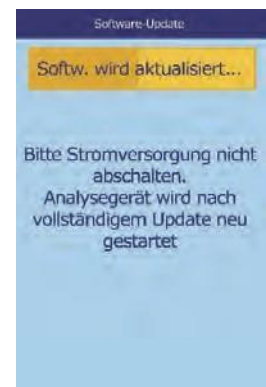 Software-Update
Softw. wird aktualisiert...
Bitte Stromversorgung nicht
abschalten.
Analysegerät wird nach
vollständigem Update neu
gestartet